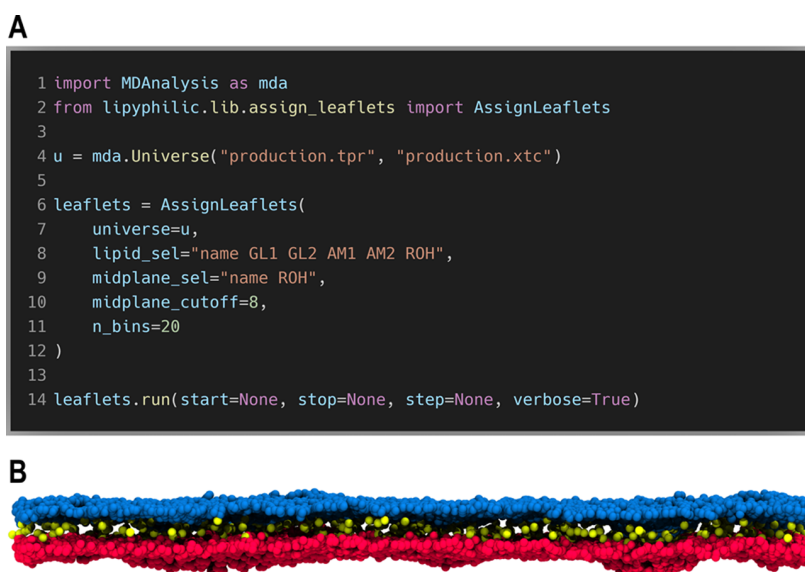 A
1 import MDAnalysis as mda
2 from lipyphilic.lib.assign_leaflets import AssignLeaflets
3
4 u = mda.Universe("production.tpr", "production.xtc")
5
6 leaflets = AssignLeaflets(
7     universe=u,
8     lipid_sel="name GL1 GL2 AM1 AM2 ROH",
9     midplane_sel="name ROH",
10     midplane_cutoff=8,
11     n_bins=20
12 )
13
14 leaflets.run(start=None, stop=None, step=None, verbose=True)
B